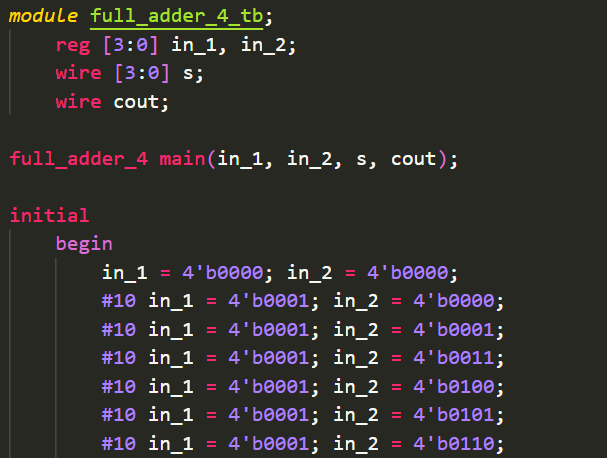 module full_adder_4_tb;
reg [3:0] in_1, in_2;
wire [3:0] s;
wire cout;
full_adder_4 main(in_1, in_2, s, cout);
initial
begin
in_1 = 4'b0000; in_2 = 4'b0000;
#10 in_1 = 4'b0001; in_2 = 4'b0000;
#10 in_1 = 4'b0001; in_2 = 4'b0001;
#10 in_1 = 4'b0001; in_2 = 4'b0011;
#10 in_1 = 4'b0001; in_2 = 4'b0100;
#10 in_1 = 4'b0001; in_2 = 4'b0101;
#10 in_1 = 4'b0001; in_2 = 4'b0110;